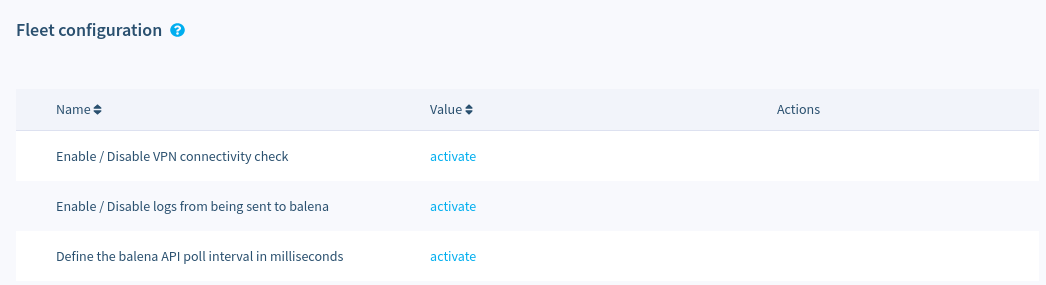 Fleet configuration ?
Name Value Actions
Enable / Disable VPN connectivity check activate
Enable / Disable logs from being sent to balena activate
Define the balena API poll interval in milliseconds activate